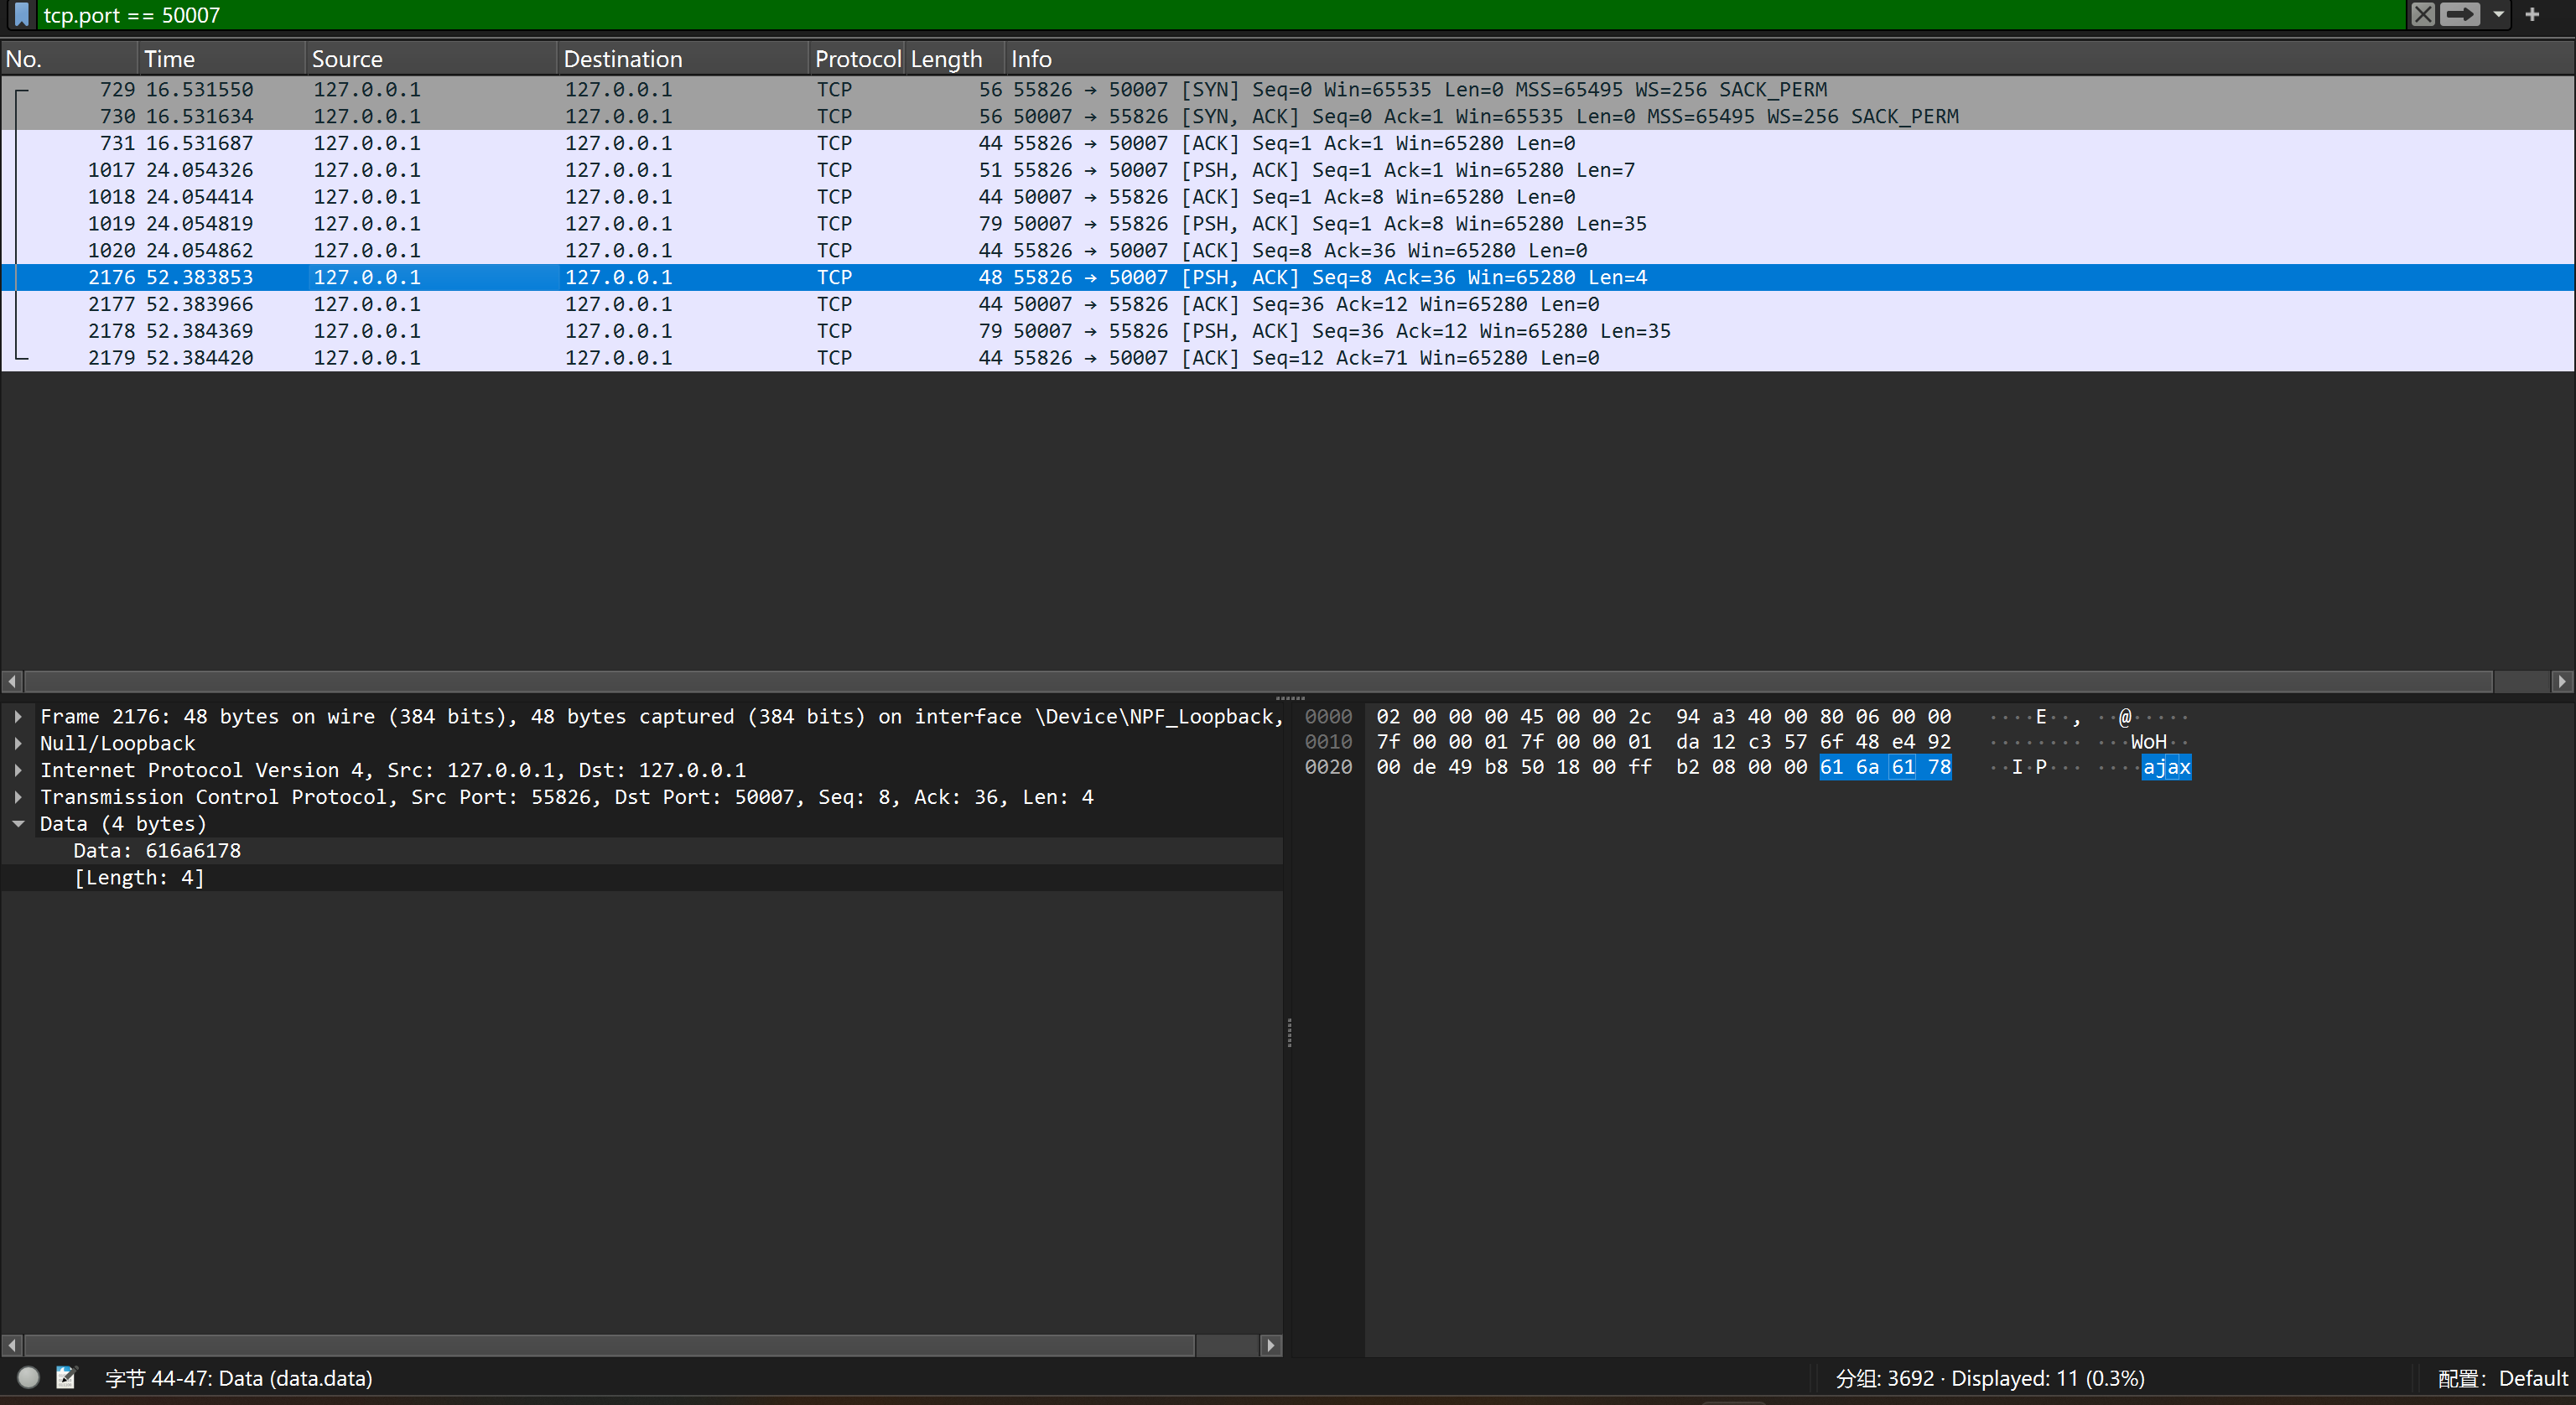 tcp.port == 50007
No. Time Source Destination Protocol Length Info
729 16.531550 127.0.0.1 127.0.0.1 TCP 56 55826 → 50007 [SYN] Seq=0 Win=65535 Len=0 MSS=65495 WS=256 SACK_PERM
730 16.531634 127.0.0.1 127.0.0.1 TCP 56 50007 → 55826 [SYN, ACK] Seq=0 Ack=1 Win=65535 Len=0 MSS=65495 WS=256 SACK_PERM
731 16.531687 127.0.0.1 127.0.0.1 TCP 44 55826 → 50007 [ACK] Seq=1 Ack=1 Win=65280 Len=0
1017 24.054326 127.0.0.1 127.0.0.1 TCP 51 55826 → 50007 [PSH, ACK] Seq=1 Ack=1 Win=65280 Len=7
1018 24.054414 127.0.0.1 127.0.0.1 TCP 44 50007 → 55826 [ACK] Seq=1 Ack=8 Win=65280 Len=0
1019 24.054819 127.0.0.1 127.0.0.1 TCP 79 50007 → 55826 [PSH, ACK] Seq=1 Ack=8 Win=65280 Len=35
1020 24.054862 127.0.0.1 127.0.0.1 TCP 44 55826 → 50007 [ACK] Seq=8 Ack=36 Win=65280 Len=0
2176 52.383853 127.0.0.1 127.0.0.1 TCP 48 55826 → 50007 [PSH, ACK] Seq=8 Ack=36 Win=65280 Len=4
2177 52.383966 127.0.0.1 127.0.0.1 TCP 44 50007 → 55826 [ACK] Seq=36 Ack=12 Win=65280 Len=0
2178 52.384369 127.0.0.1 127.0.0.1 TCP 79 50007 → 55826 [PSH, ACK] Seq=36 Ack=12 Win=65280 Len=35
2179 52.384420 127.0.0.1 127.0.0.1 TCP 44 55826 → 50007 [ACK] Seq=12 Ack=71 Win=65280 Len=0
Frame 2176: 48 bytes on wire (384 bits), 48 bytes captured (384 bits) on interface \Device\NPF_Loopback,
Null/Loopback
Internet Protocol Version 4, Src: 127.0.0.1, Dst: 127.0.0.1
Transmission Control Protocol, Src Port: 55826, Dst Port: 50007, Seq: 8, Ack: 36, Len: 4
Data (4 bytes)
Data: 616a6178
[Length: 4]
0000 02 00 00 00 45 00 00 2c 94 a3 40 00 80 06 00 00 ····E··, ··@·····
0010 7f 00 00 01 7f 00 00 01 da 12 c3 57 6f 48 e4 92 ········ ···WoH··
0020 00 de 49 b8 50 18 00 ff b2 08 00 00 61 6a 61 78 ··I·P··· ····ajax
字节 44-47: Data (data.data)
分组: 3692 · Displayed: 11 (0.3%)
配置: Default